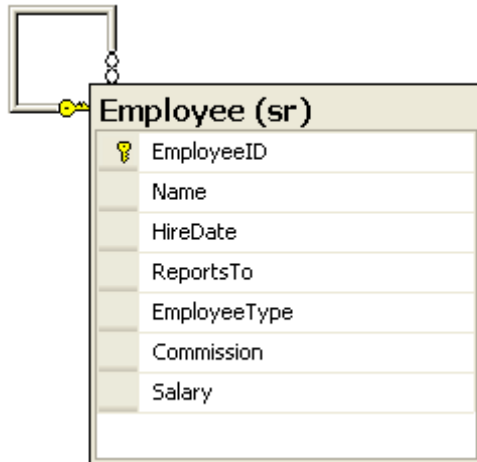 Employee (sr)
EmployeeID
Name
HireDate
ReportsTo
EmployeeType
Commission
Salary